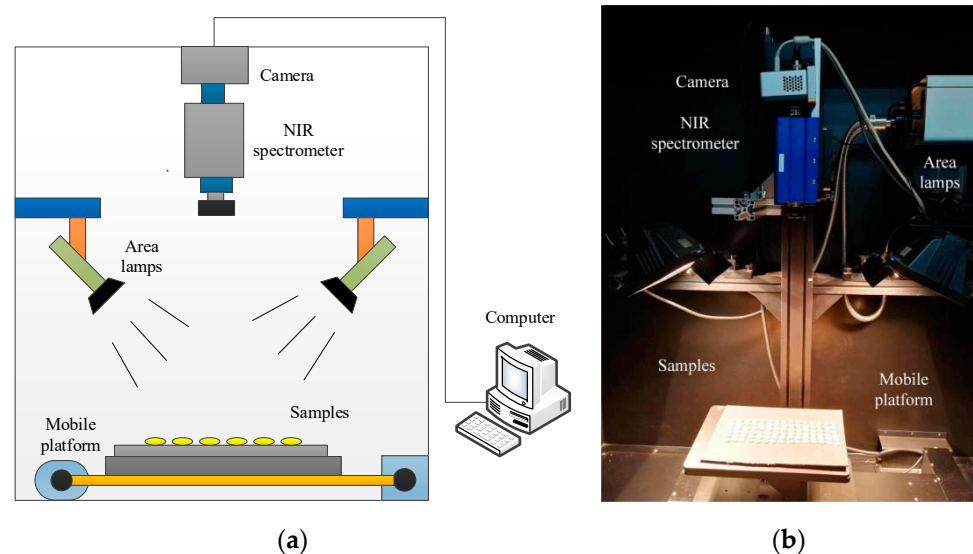 Camera
NIR
spectrometer
Area
lamps
Computer
Mobile
platform
Samples
(a)
Camera
NIR
spectrometer
Area
lamps
Samples
Mobile
platform
(b)